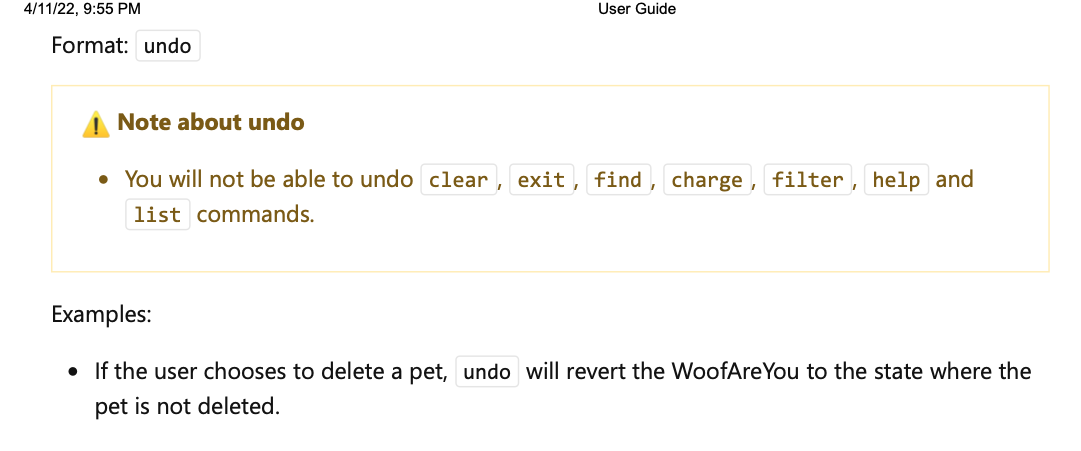 4/11/22, 9:55 PM User Guide
Format: undo
⚠️ Note about undo
• You will not be able to undo clear, exit, find, charge, filter, help and
list commands.
Examples:
• If the user chooses to delete a pet, undo will revert the WoofAreYou to the state where the
pet is not deleted.